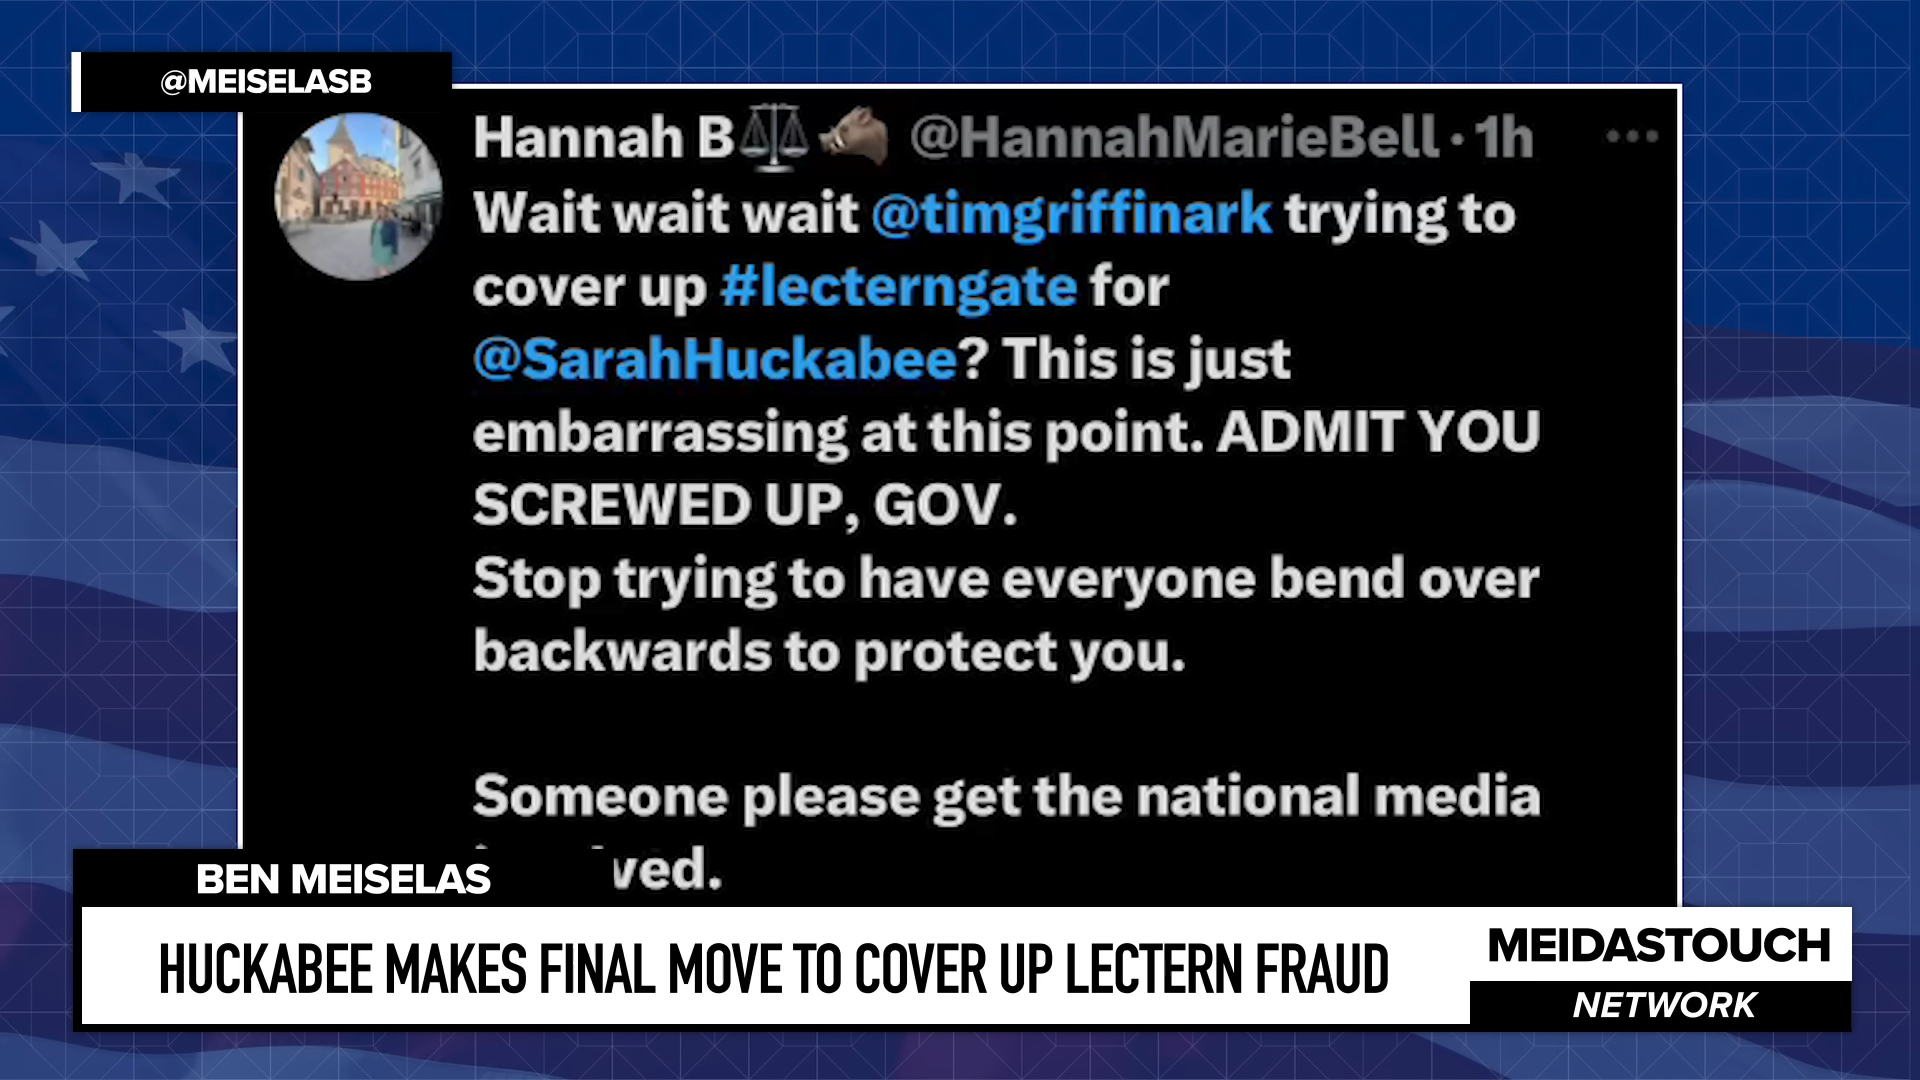 @MEISELASB
Hannah B @HannahMarieBell · 1h
Wait wait wait @timgriffinark trying to
cover up #lecterngate for
@SarahHuckabee? This is just
embarrassing at this point. ADMIT YOU
SCREWED UP, GOV.
Stop trying to have everyone bend over
backwards to protect you.
Someone please get the national media
BEN MEISELAS
HUCKABEE MAKES FINAL MOVE TO COVER UP LECTERN FRAUD
MEIDASTOUCH
NETWORK